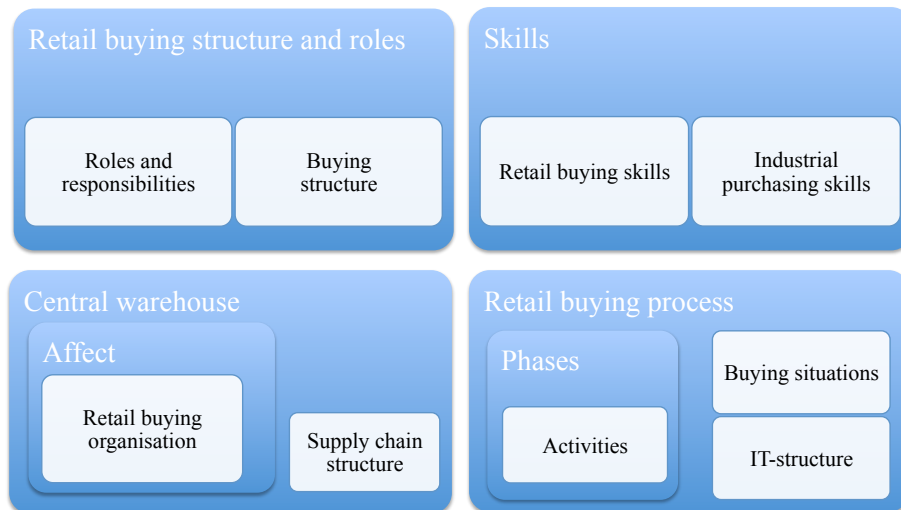 Retail buying structure and roles
Roles and
responsibilities
Buying
structure
Skills
Retail buying skills
Industrial
purchasing skills
Central warehouse
Affect
Retail buying
organisation
Supply chain
structure
Retail buying process
Phases
Activities
Buying situations
IT-structure